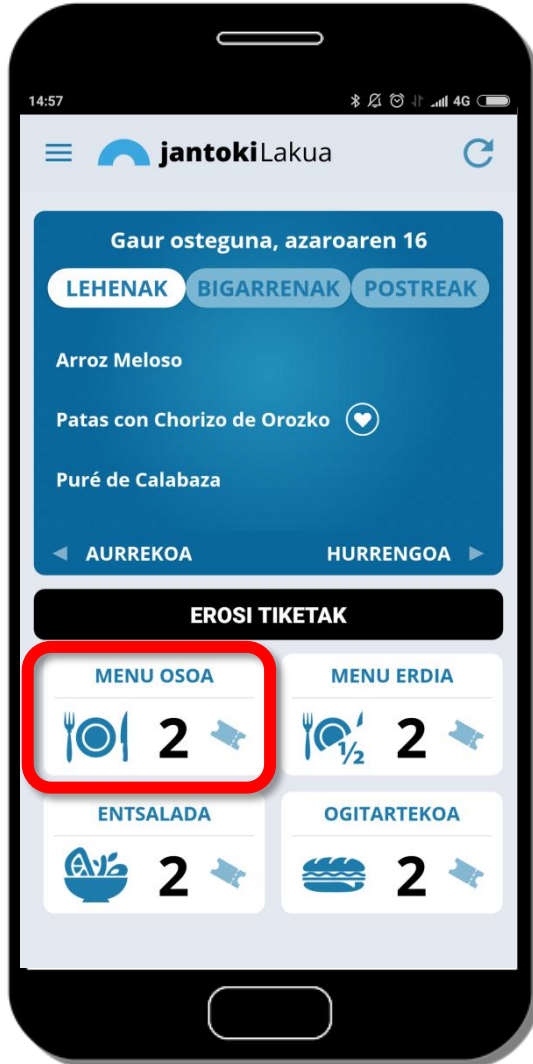 14:57 4G
jantokiLakua
Gaur osteguna, azaroaren 16
LEHENAK BIGARRENAK POSTREAK
Arroz Meloso
Patas con Chorizo de Orozko
Puré de Calabaza
AURREKOA HURRENGOA
EROSI TIKETAK
MENU OSOA MENU ERDIA
2 1/2 2
ENTSALADA OGITARTEKOA
2 2